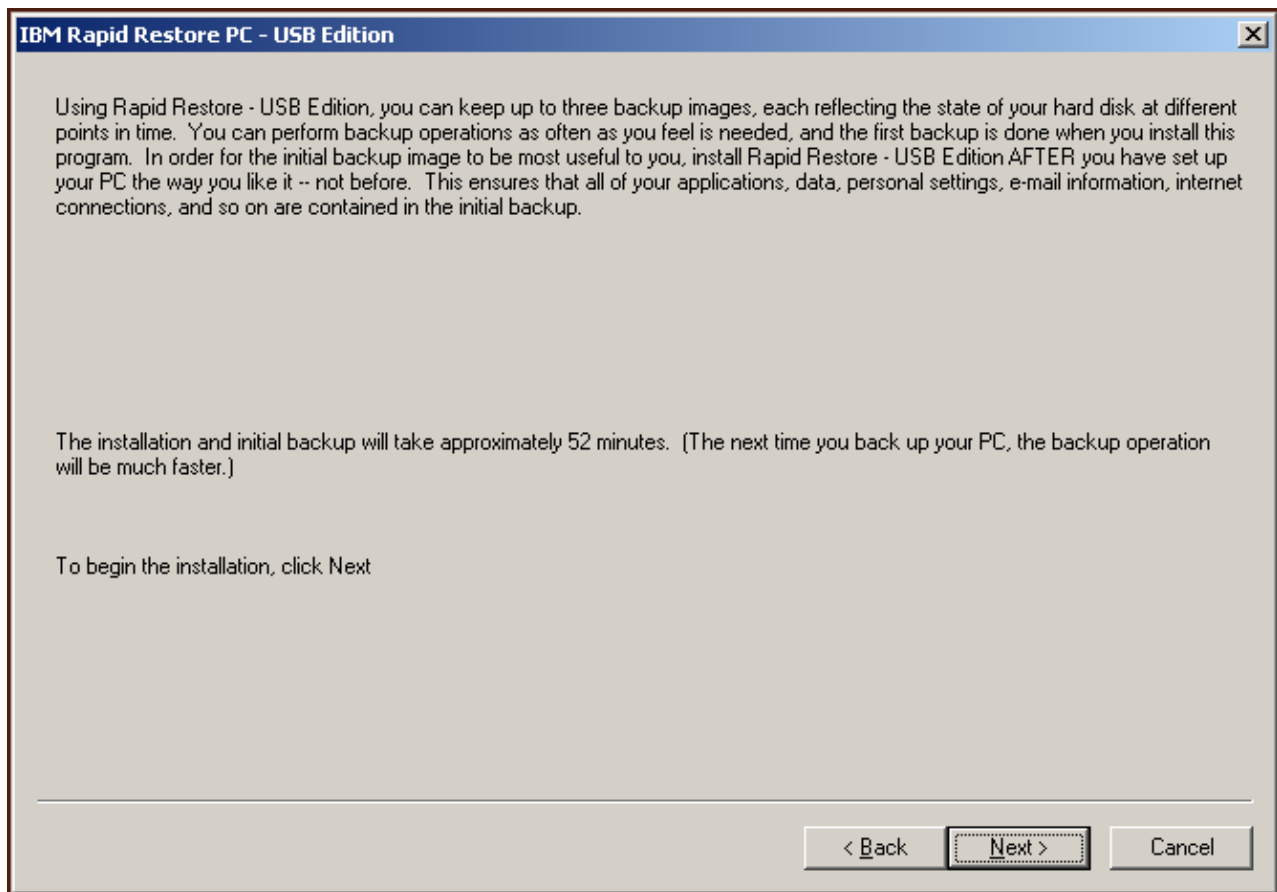 IBM Rapid Restore PC - USB Edition
Using Rapid Restore - USB Edition, you can keep up to three backup images, each reflecting the state of your hard disk at different
points in time.  You can perform backup operations as often as you feel is needed, and the first backup is done when you install this
program.  In order for the initial backup image to be most useful to you, install Rapid Restore - USB Edition AFTER you have set up
your PC the way you like it -- not before.  This ensures that all of your applications, data, personal settings, e-mail information, internet
connections, and so on are contained in the initial backup.
The installation and initial backup will take approximately 52 minutes.  (The next time you back up your PC, the backup operation
will be much faster.)
To begin the installation, click Next
< Back
Next >
Cancel